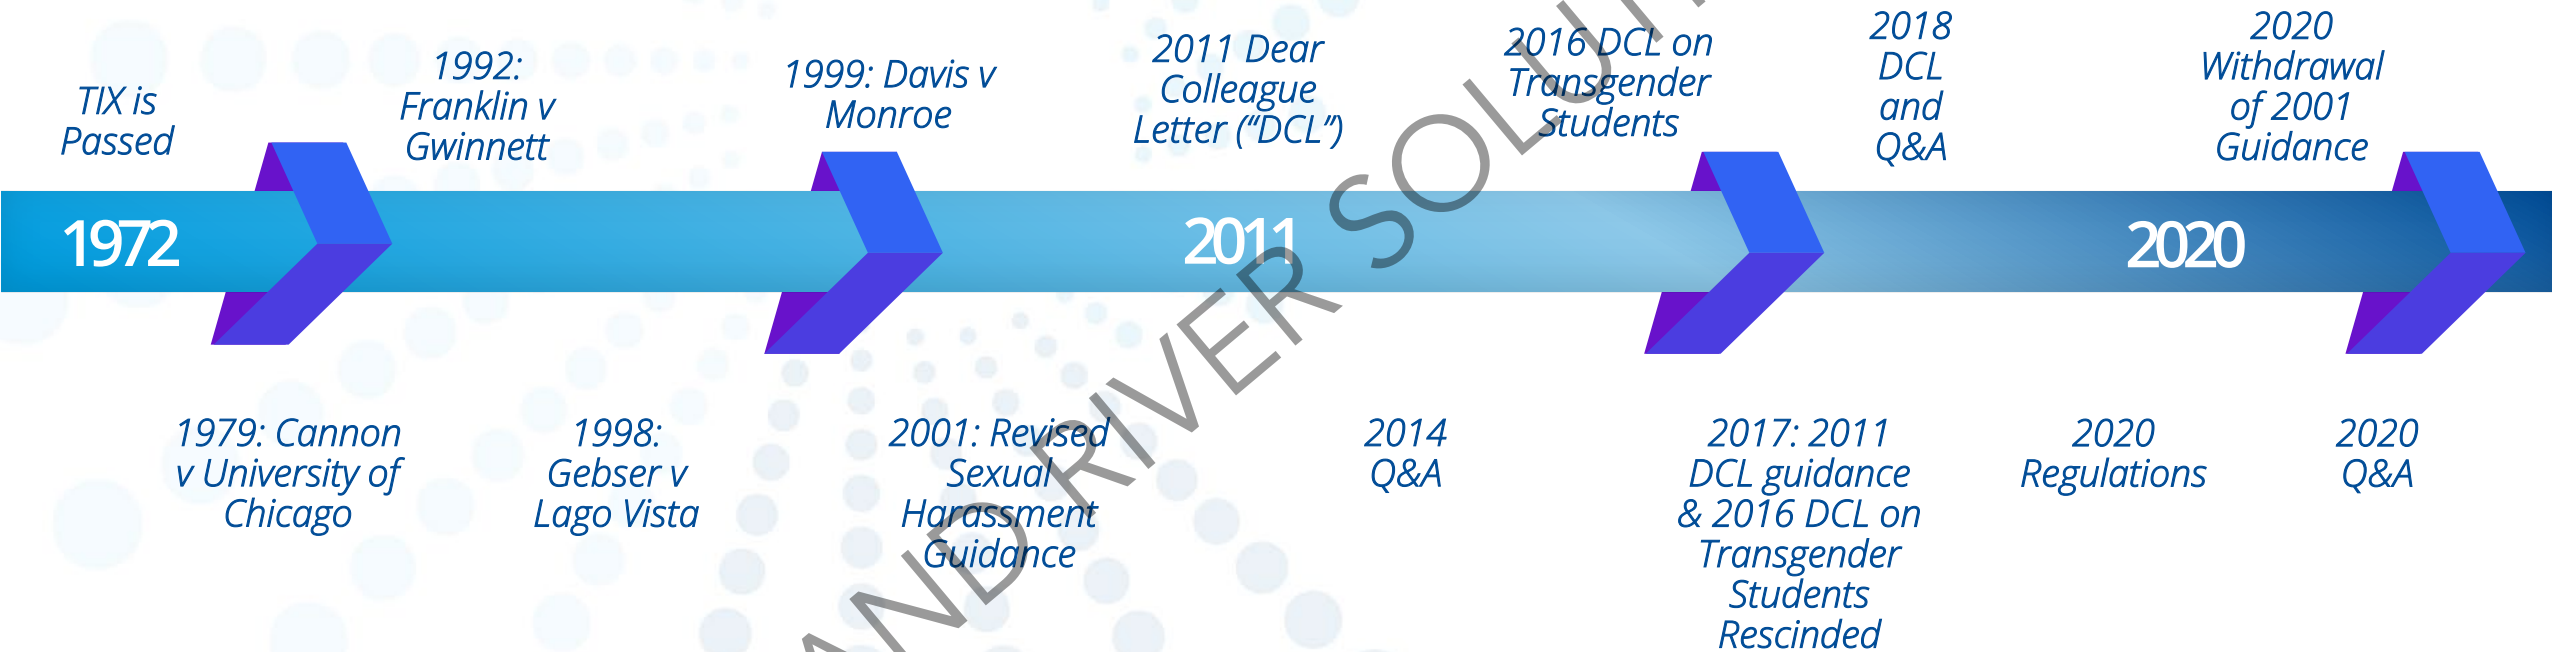 TIX is
Passed
1992:
Franklin v
Gwinnett
1999: Davis v
Monroe
2011 Dear
Colleague
Letter (“DCL”)
2016 DCL on
Transgender
Students
2018
DCL
and
Q&A
2020
Withdrawal
of 2001
Guidance
1972
2011
2020
1979: Cannon
v University of
Chicago
1998:
Gebser v
Lago Vista
2001: Revised
Sexual
Harassment
Guidance
2014
Q&A
2017: 2011
DCL guidance
& 2016 DCL on
Transgender
Students
Rescinded
2020
Regulations
2020
Q&A
RIVER